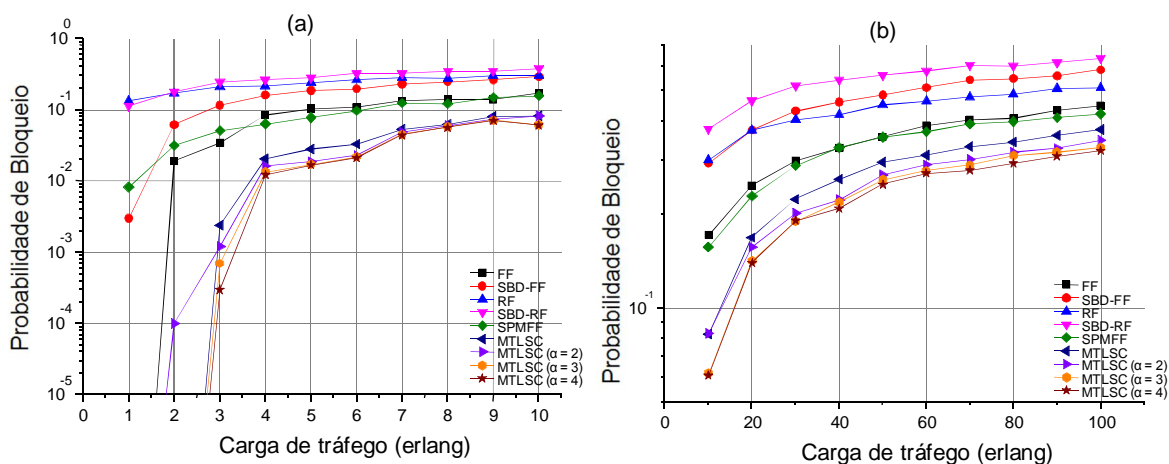 (a)
10^0
0
10^-1
10^-2
10^-3
10^-4
10^-5
Probabilidade de Bloqueio
0 1 2 3 4 5 6 7 8 9 10
Carga de tráfego (erlang)
FF
SBD-FF
RF
SBD-RF
SPMFF
MTLSC
MTLSC (α = 2)
MTLSC (α = 3)
MTLSC (α = 4)
(b)
10^-1
Probabilidade de Bloqueio
0 20 40 60 80 100
Carga de tráfego (erlang)
FF
SBD-FF
RF
SBD-RF
SPMFF
MTLSC
MTLSC (α = 2)
MTLSC (α = 3)
MTLSC (α = 4)